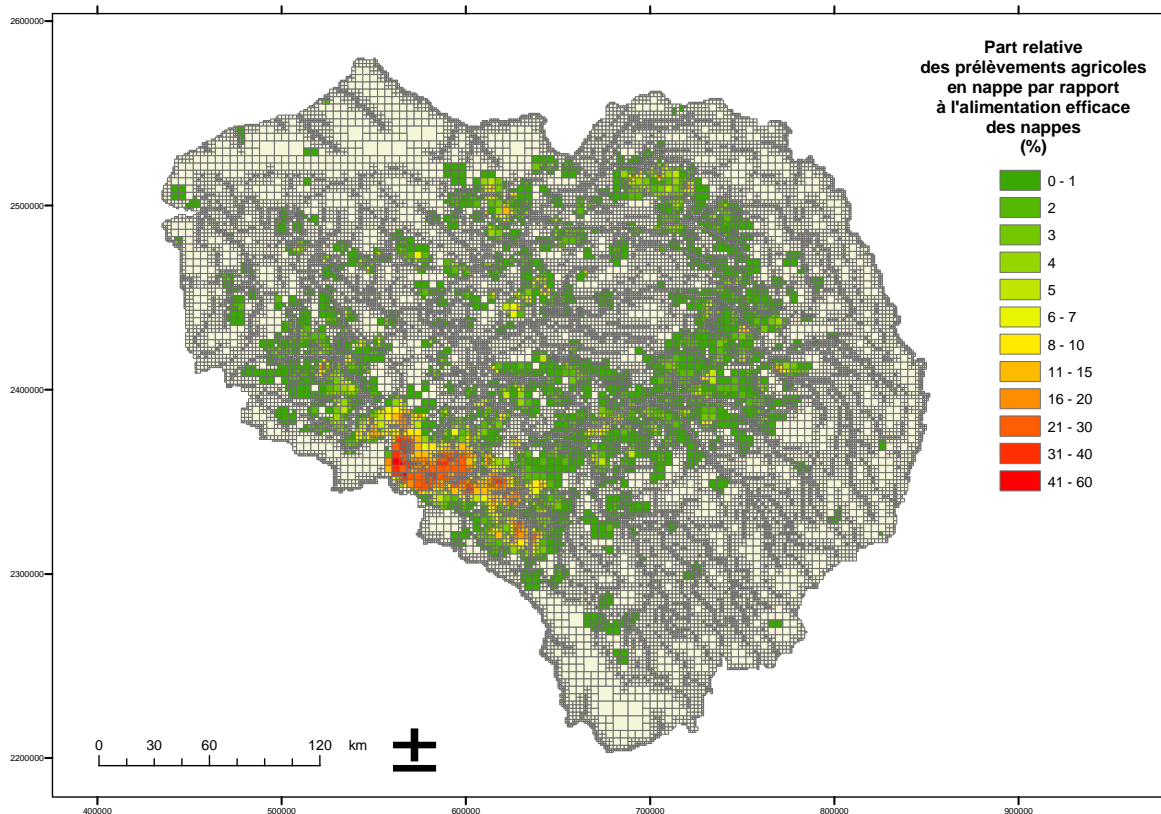 2600000
2500000
2400000
2300000
2200000
400000
500000
600000
700000
800000
900000
Part relative
des prélèvements agricoles
en nappe par rapport
à l'alimentation efficace
des nappes
(%)
0 - 1
2
3
4
5
6 - 7
8 - 10
11 - 15
16 - 20
21 - 30
31 - 40
41 - 60
0 30 60 120 km